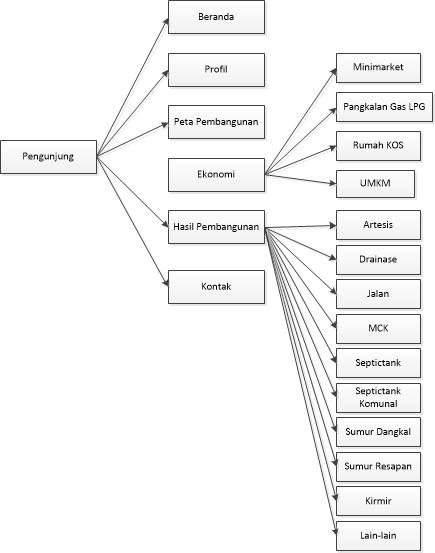 Pengunjung
Beranda
Profil
Peta Pembangunan
Ekonomi
Hasil Pembangunan
Kontak
Minimarket
Pangkalan Gas LPG
Rumah KOS
UMKM
Artesis
Drainase
Jalan
MCK
Septictank
Septictank
Komunal
Sumur Dangkal
Sumur Resapan
Kirmir
Lain-lain